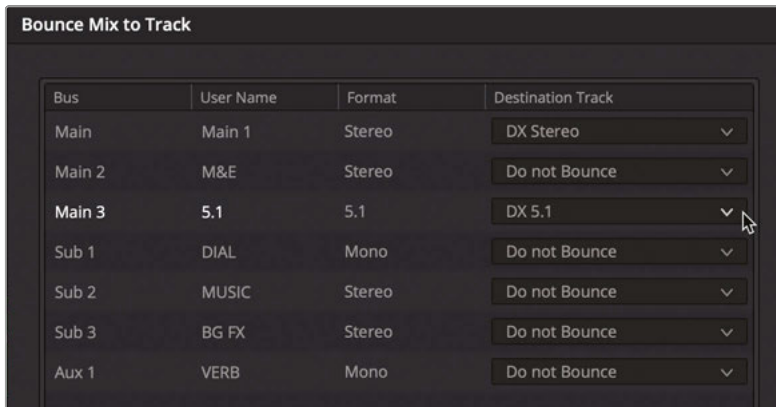 Bounce Mix to Track
Bus User Name Format Destination Track
Main Main 1 Stereo DX Stereo
Main 2 M&E Stereo Do not Bounce
Main 3 5.1 5.1 DX 5.1
Sub 1 DIAL Mono Do not Bounce
Sub 2 MUSIC Stereo Do not Bounce
Sub 3 BG FX Stereo Do not Bounce
Aux 1 VERB Mono Do not Bounce